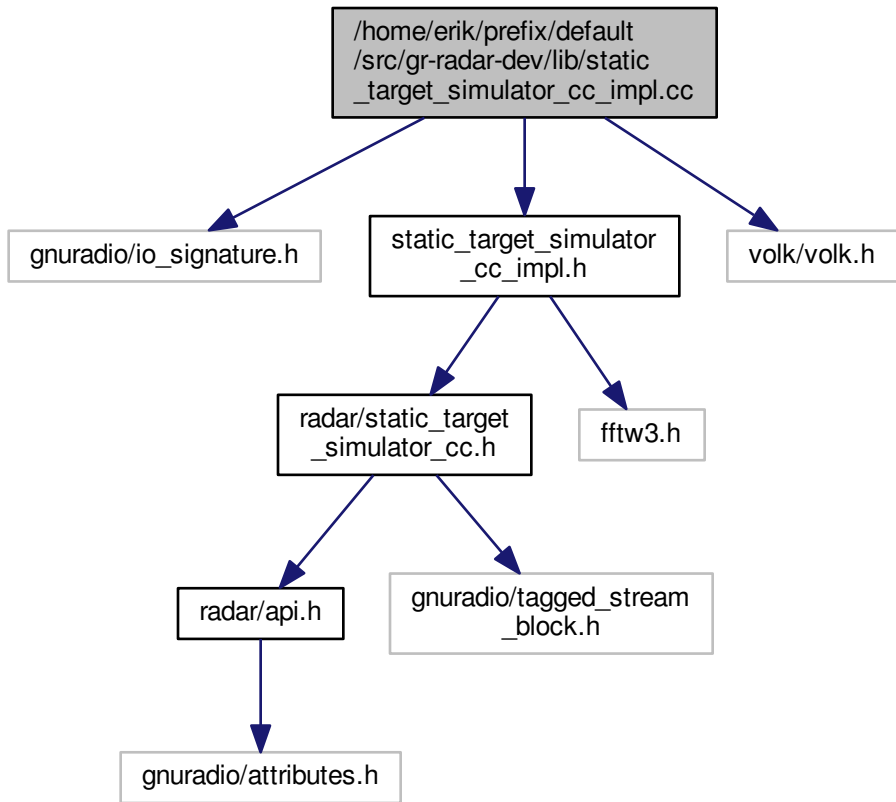 /home/erik/prefix/default
/src/gr-radar-dev/lib/static
_target_simulator_cc_impl.cc
gnuradio/io_signature.h
static_target_simulator
_cc_impl.h
volk/volk.h
radar/static_target
_simulator_cc.h
fftw3.h
radar/api.h
gnuradio/tagged_stream
_block.h
gnuradio/attributes.h